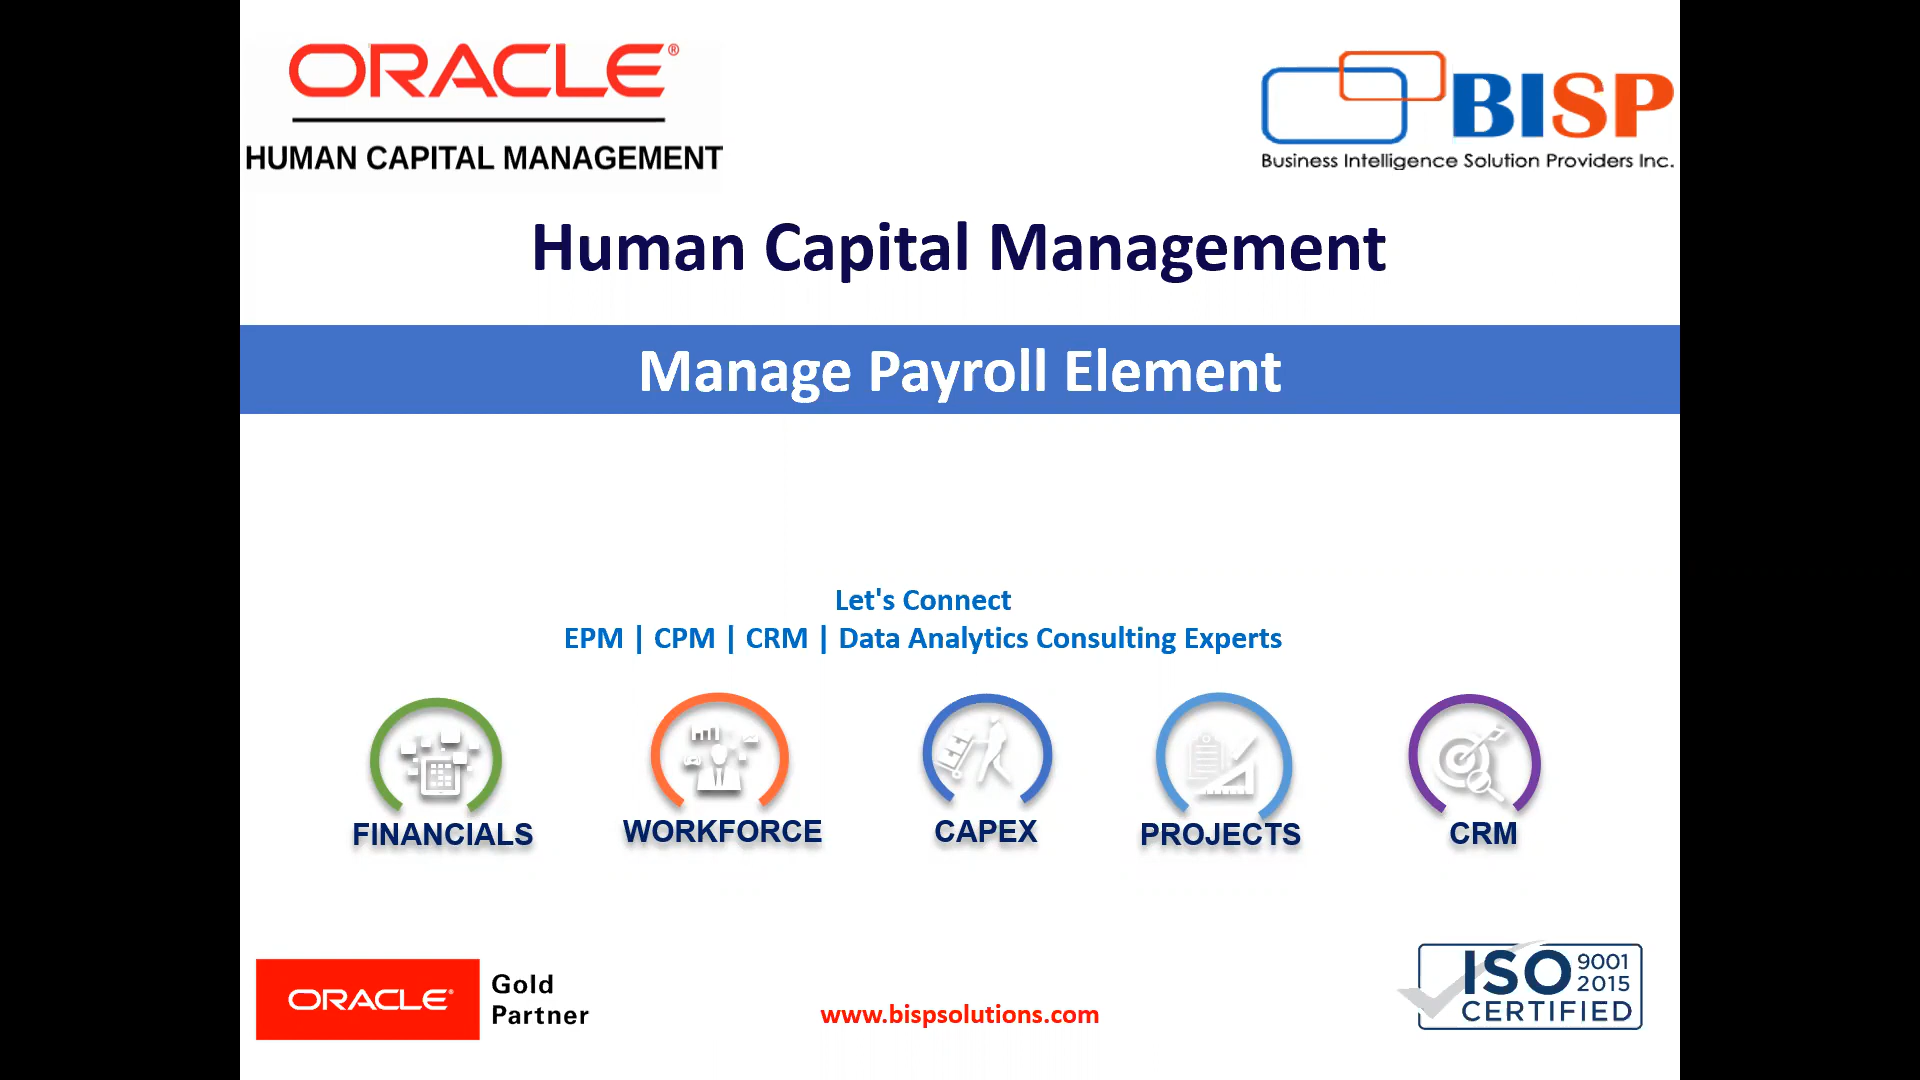 ORACLE®
HUMAN CAPITAL MANAGEMENT
BISP
Business Intelligence Solution Providers Inc.
Human Capital Management
Manage Payroll Element
Let's Connect
EPM | CPM | CRM | Data Analytics Consulting Experts
FINANCIALS
WORKFORCE
CAPEX
PROJECTS
CRM
ORACLE®
Gold
Partner
www.bispsolutions.com
ISO
9001
2015
CERTIFIED